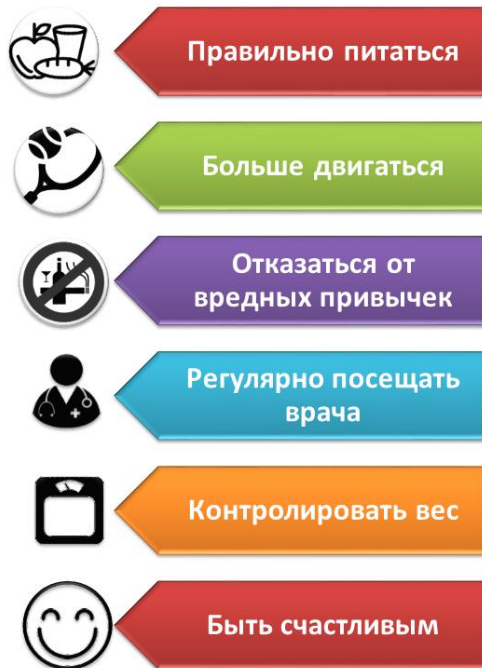 Правильно питаться
Больше двигаться
Отказаться от
вредных привычек
Регулярно посещать
врача
Контролировать вес
Быть счастливым